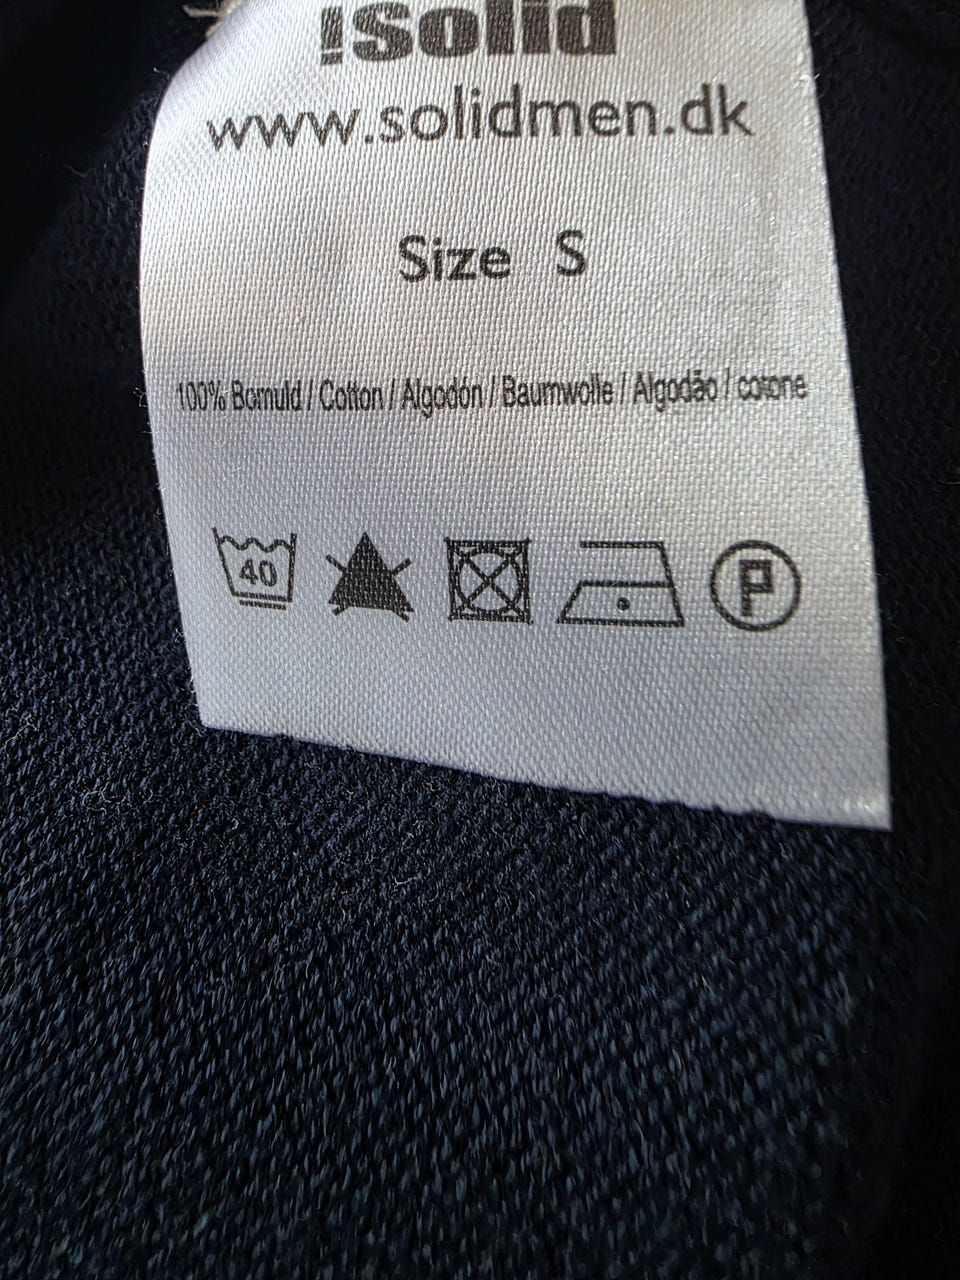 !Solid
www.solidmen.dk
Size S
100% Bomuld / Cotton / Algodón / Baumwolle / Algodão / cotone
40 P